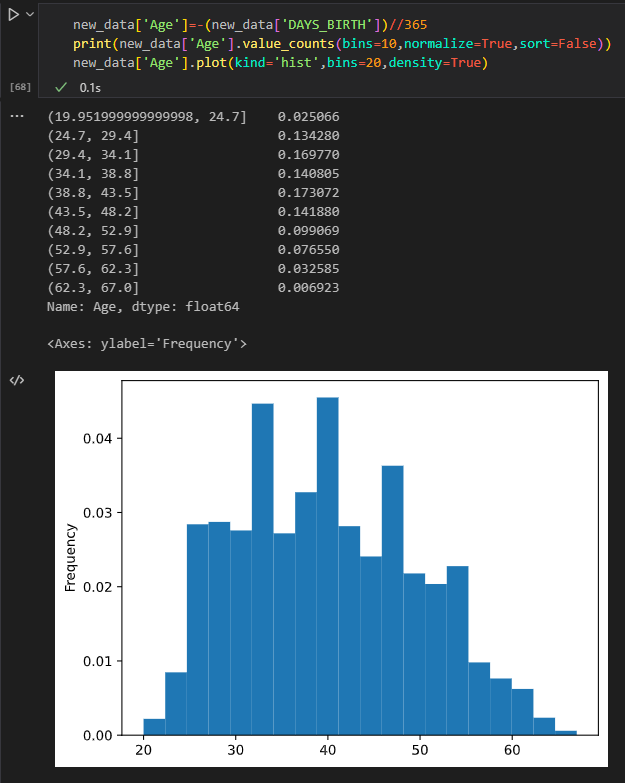 new_data['Age']=-(new_data['DAYS_BIRTH'])//365
print(new_data['Age'].value_counts(bins=10,normalize=True,sort=False))
new_data['Age'].plot(kind='hist',bins=20,density=True)
[68]
0.1s
(19.951999999999998, 24.7] 0.025066
(24.7, 29.4] 0.134280
(29.4, 34.1] 0.169770
(34.1, 38.8] 0.140805
(38.8, 43.5] 0.173072
(43.5, 48.2] 0.141880
(48.2, 52.9] 0.099069
(52.9, 57.6] 0.076550
(57.6, 62.3] 0.032585
(62.3, 67.0] 0.006923
Name: Age, dtype: float64
<Axes: ylabel='Frequency'>
0.04
0.03
Frequency
0.02
0.01
0.00
20 30 40 50 60